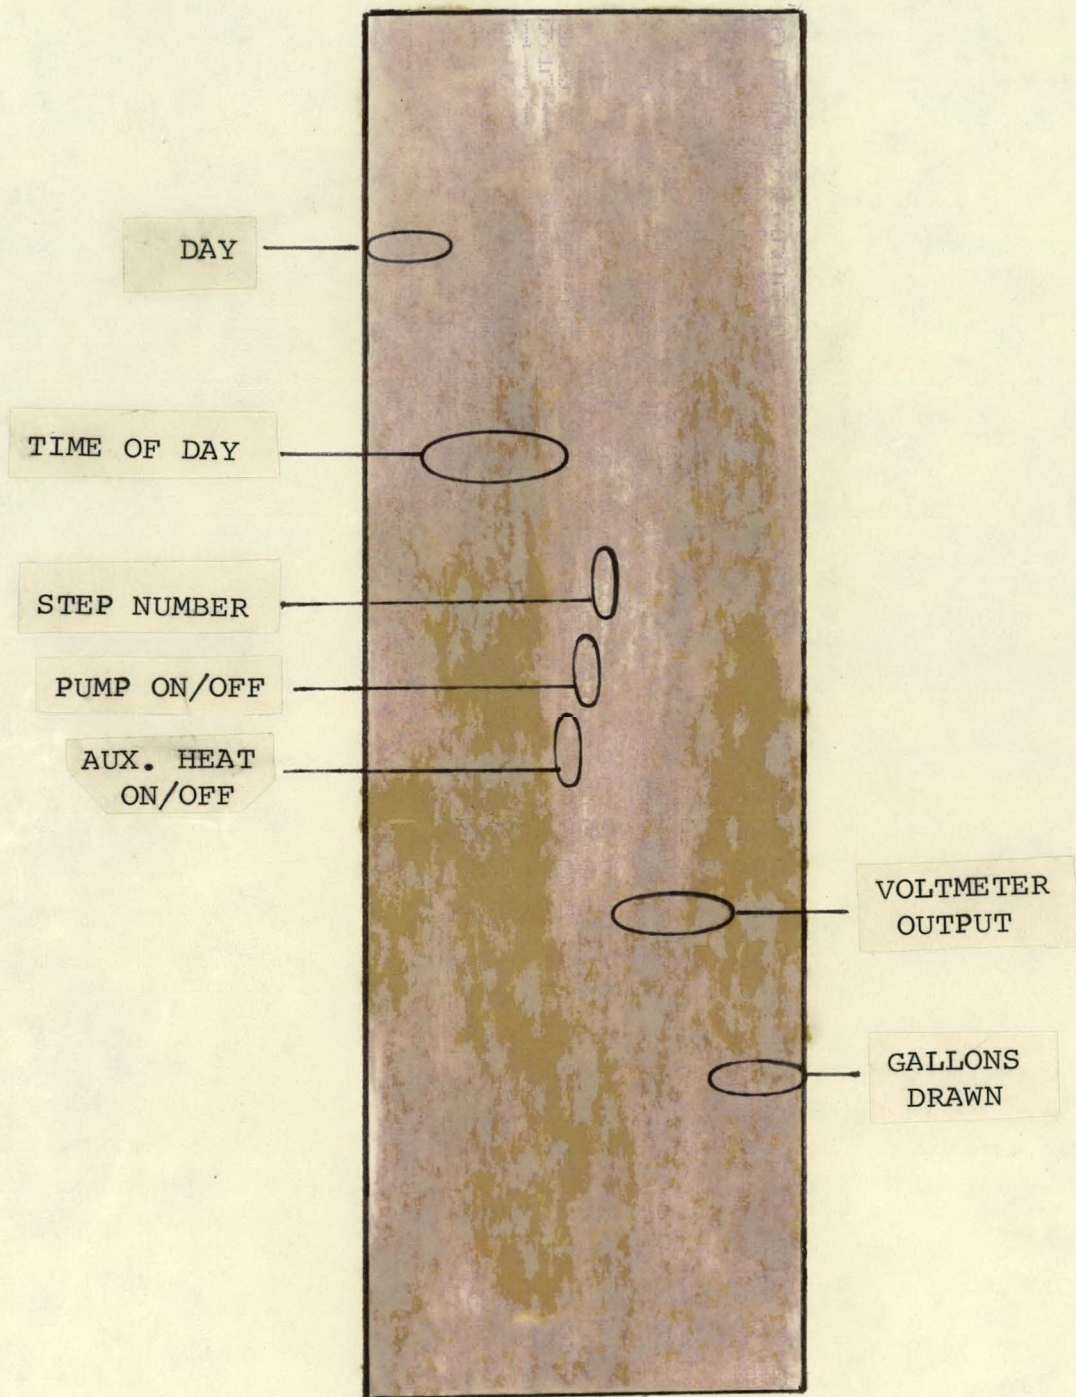 DAY
TIME OF DAY
STEP NUMBER
PUMP ON/OFF
AUX. HEAT
ON/OFF
VOLTMETER
OUTPUT
GALLONS
DRAWN